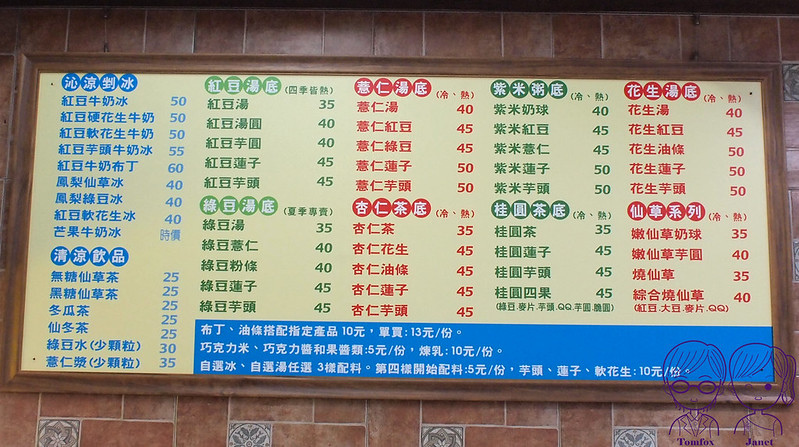 沁涼剉冰
紅豆牛奶冰 50
紅豆硬花生牛奶 50
紅豆軟花生牛奶 50
紅豆芋頭牛奶冰 55
紅豆牛奶布丁 60
鳳梨仙草冰 40
鳳梨綠豆冰 40
紅豆軟花生冰 40
芒果牛奶冰 時價
清涼飲品
無糖仙草茶 25
黑糖仙草茶 25
冬瓜茶 25
仙冬茶 25
綠豆水(少顆粒) 30
薏仁漿(少顆粒) 35
紅豆湯底 (四季皆熱)
紅豆湯 35
紅豆湯圓 40
紅豆芋圓 40
紅豆蓮子 45
紅豆芋頭 45
綠豆湯底 (夏季專賣)
綠豆湯 35
綠豆薏仁 40
綠豆粉條 40
綠豆蓮子 45
綠豆芋頭 45
薏仁湯底 (冷、熱)
薏仁湯 40
薏仁紅豆 45
薏仁綠豆 45
薏仁蓮子 50
薏仁芋頭 50
杏仁茶底 (冷、熱)
杏仁茶 35
杏仁花生 45
杏仁油條 45
杏仁蓮子 45
杏仁芋頭 45
紫米粥底 (冷、熱)
紫米奶球 40
紫米紅豆 45
紫米薏仁 45
紫米蓮子 50
紫米芋頭 50
桂圓茶底 (冷、熱)
桂圓茶 35
桂圓蓮子 45
桂圓芋頭 45
桂圓四果 45
(綠豆.麥片.芋頭.QQ.芋圓.脆圓)
花生湯底 (冷、熱)
花生湯 40
花生紅豆 45
花生油條 50
花生蓮子 50
花生芋頭 50
仙草系列 (冷、熱)
嫩仙草奶球 35
嫩仙草芋圓 40
燒仙草 35
綜合燒仙草 40
(紅豆.大豆.麥片.QQ)
布丁、油條搭配指定產品10元，單買:13元/份。
巧克力米、巧克力醬和果醬類:5元/份，煉乳:10元/份。
自選冰、自選湯任選 3樣配料。第四樣開始配料:5元/份，芋頭、蓮子、軟花生:10元/份。
Tomfox Janet